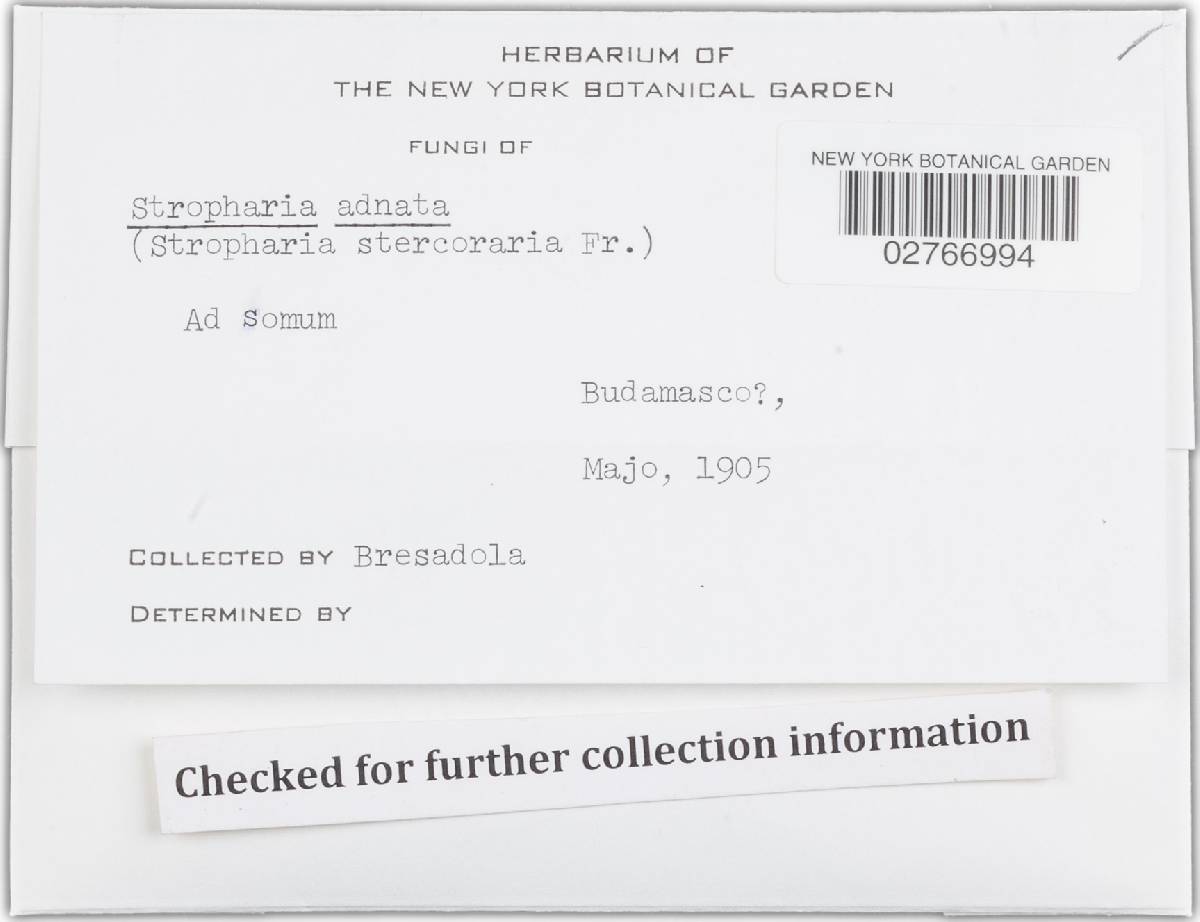 HERBARIUM OF
THE NEW YORK BOTANICAL GARDEN
FUNGI OF
NEW YORK BOTANICAL GARDEN
02766994
Stropharia adnata
(Stropharia stercoraria Fr.)
Ad Somum
Budamasco?,
Majo, 1905
COLLECTED BY Bresadola
DETERMINED BY
Checked for further collection information